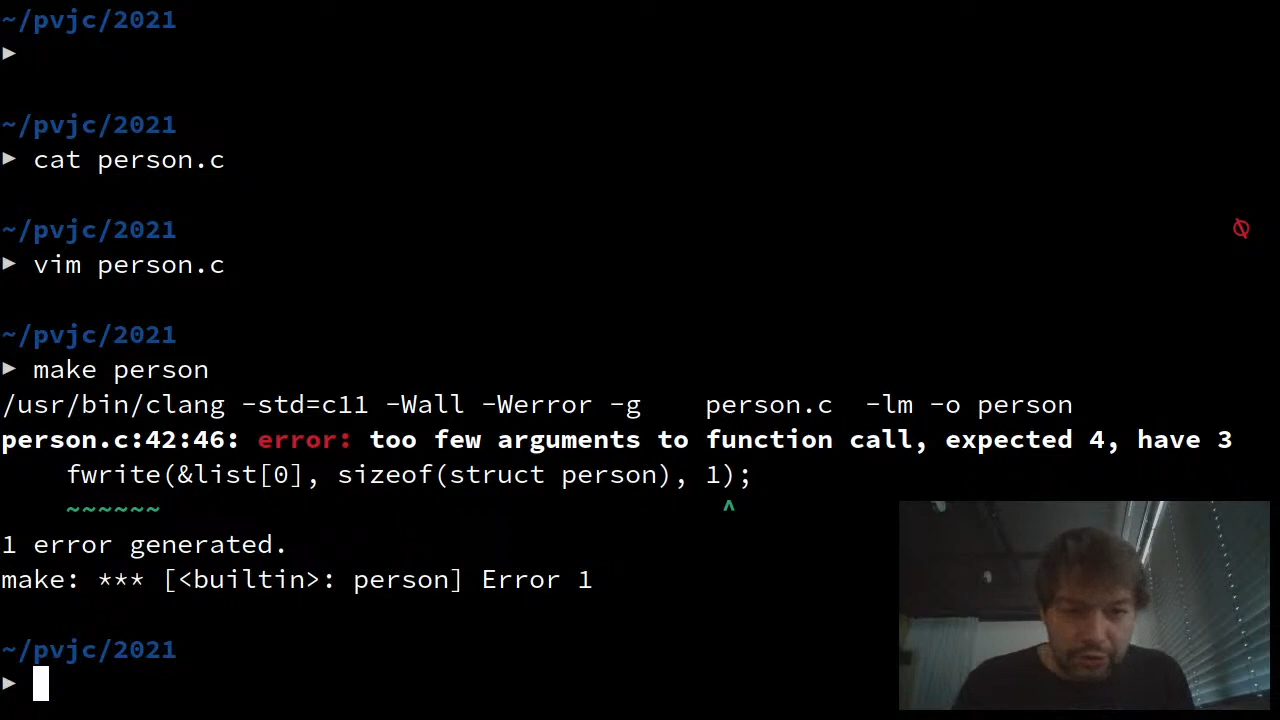 ~/pvjc/2021
▶
~/pvjc/2021
▶ cat person.c
~/pvjc/2021
▶ vim person.c
~/pvjc/2021
▶ make person
/usr/bin/clang -std=c11 -Wall -Werror -g    person.c  -lm -o person
person.c:42:46: error: too few arguments to function call, expected 4, have 3
    fwrite(&list[0], sizeof(struct person), 1);
    ~~~~~~                                   ^
1 error generated.
make: *** [<builtin>: person] Error 1
~/pvjc/2021
▶